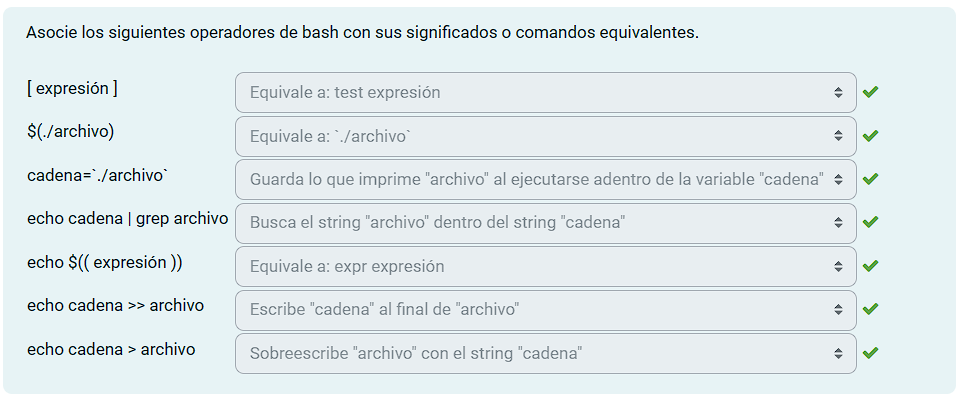 Asocie los siguientes operadores de bash con sus significados o comandos equivalentes.
[ expresión ] Equivale a: test expresión
$(./archivo) Equivale a: `./archivo`
cadena=`./archivo` Guarda lo que imprime "archivo" al ejecutarse adentro de la variable "cadena"
echo cadena | grep archivo Busca el string "archivo" dentro del string "cadena"
echo $(( expresión )) Equivale a: expr expresión
echo cadena >> archivo Escribe "cadena" al final de "archivo"
echo cadena > archivo Sobreescribe "archivo" con el string "cadena"